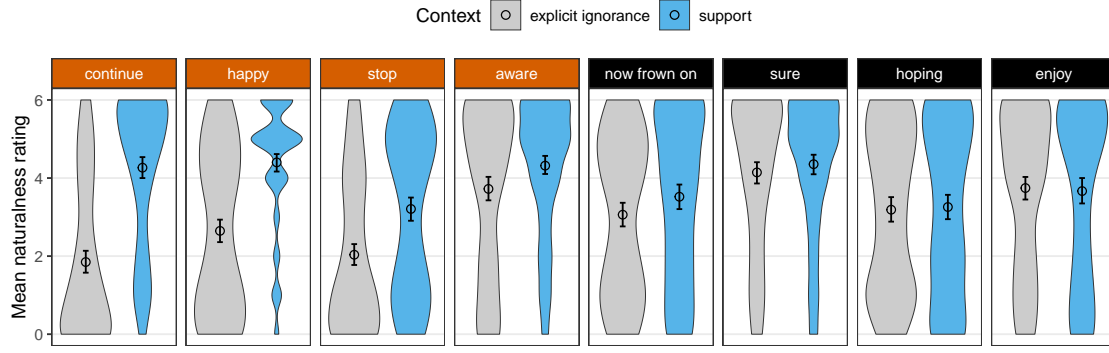 Context explicit ignorance support
continue happy stop aware now frown on sure hoping enjoy
Mean naturalness rating
6
4
2
0